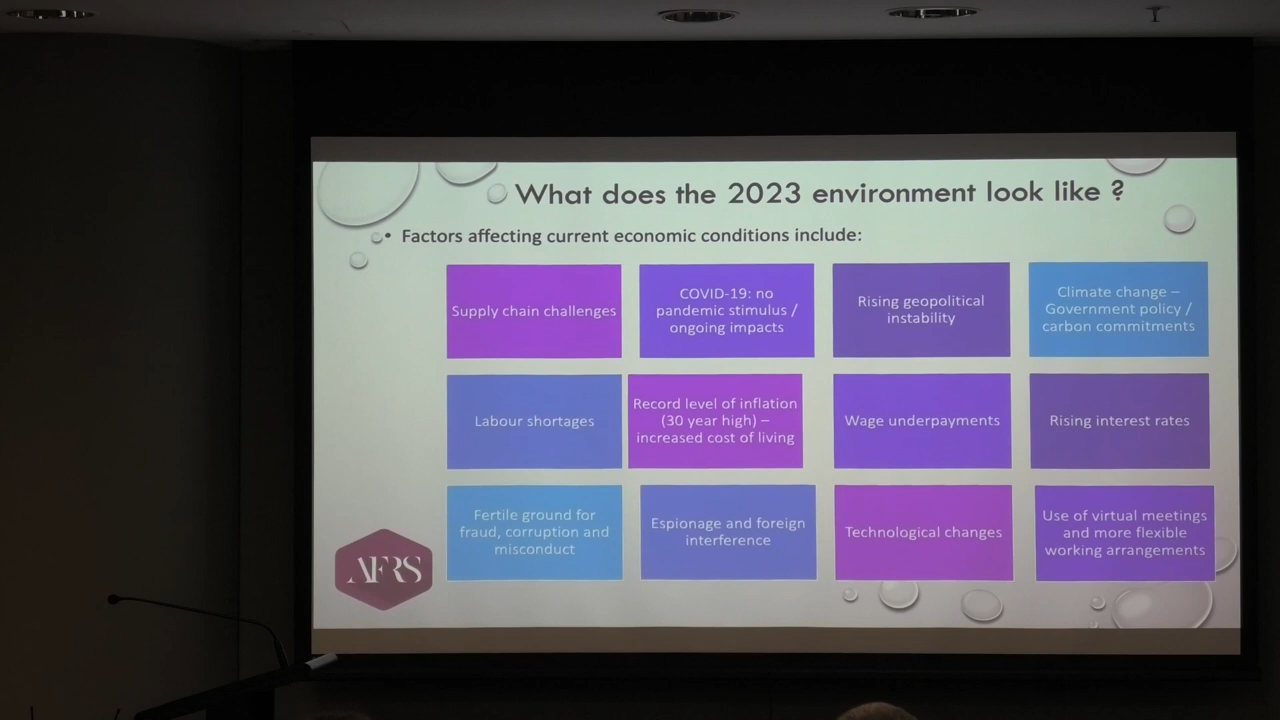 What does the 2023 environment look like ?
• Factors affecting current economic conditions include:
Supply chain challenges
COVID-19: no
pandemic stimulus /
ongoing impacts
Rising geopolitical
instability
Climate change –
Government policy /
carbon commitments
Labour shortages
Record level of inflation
(30 year high) –
increased cost of living
Wage underpayments
Rising interest rates
Fertile ground for
fraud, corruption and
misconduct
Espionage and foreign
interference
Technological changes
Use of virtual meetings
and more flexible
working arrangements
AFRS